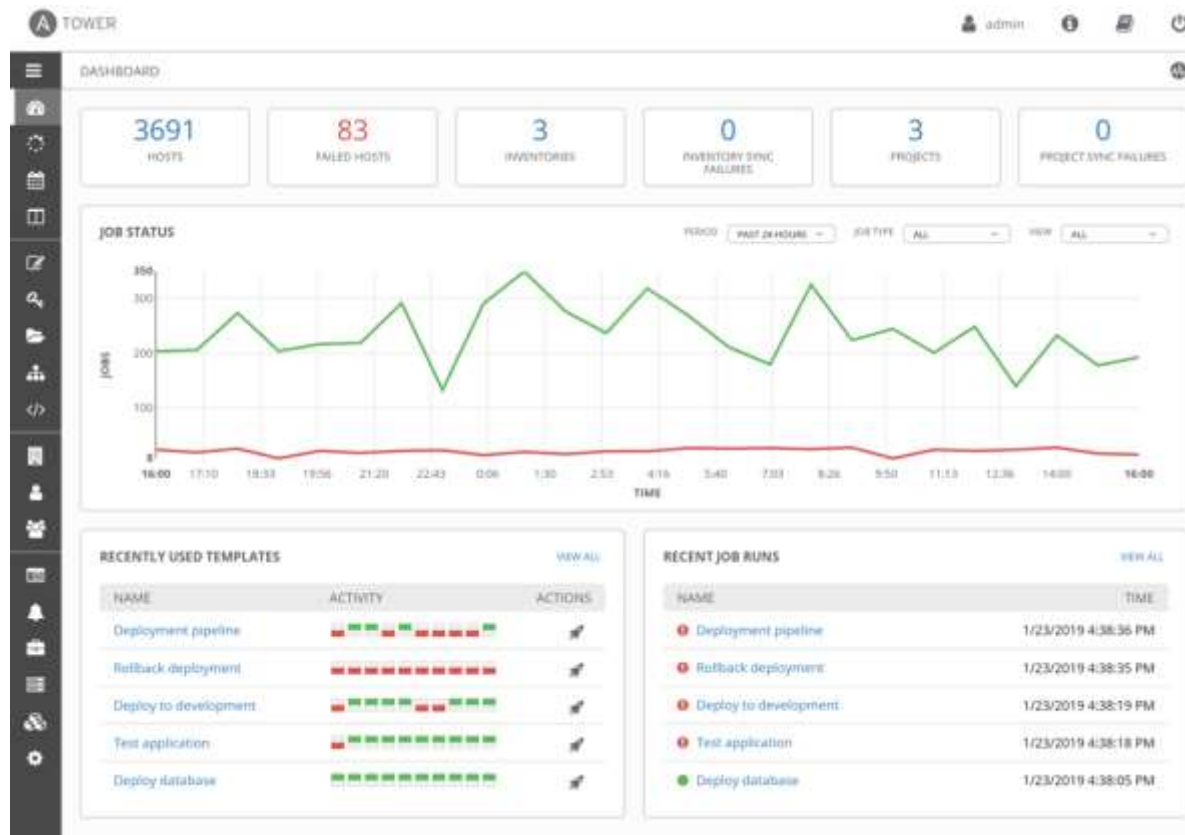 A TOWER
admin
DASHBOARD
3691
HOSTS
83
FAILED HOSTS
3
INVENTORIES
0
INVENTORY SYNC
FAILURES
3
PROJECTS
0
PROJECT SYNC FAILURES
JOB STATUS
PERIOD PAST 24 HOURS JOB TYPE ALL VIEW ALL
350
300
200
100
0
JOBS
16:00 17:10 18:33 19:56 21:20 22:43 0:06 1:30 2:53 4:16 5:40 7:03 8:26 9:50 11:13 12:36 14:00 16:00
TIME
RECENTLY USED TEMPLATES VIEW ALL
NAME ACTIVITY ACTIONS
Deployment pipeline
Rollback deployment
Deploy to development
Test application
Deploy database
RECENT JOB RUNS VIEW ALL
NAME TIME
Deployment pipeline 1/23/2019 4:38:36 PM
Rollback deployment 1/23/2019 4:38:35 PM
Deploy to development 1/23/2019 4:38:19 PM
Test application 1/23/2019 4:38:18 PM
Deploy database 1/23/2019 4:38:05 PM